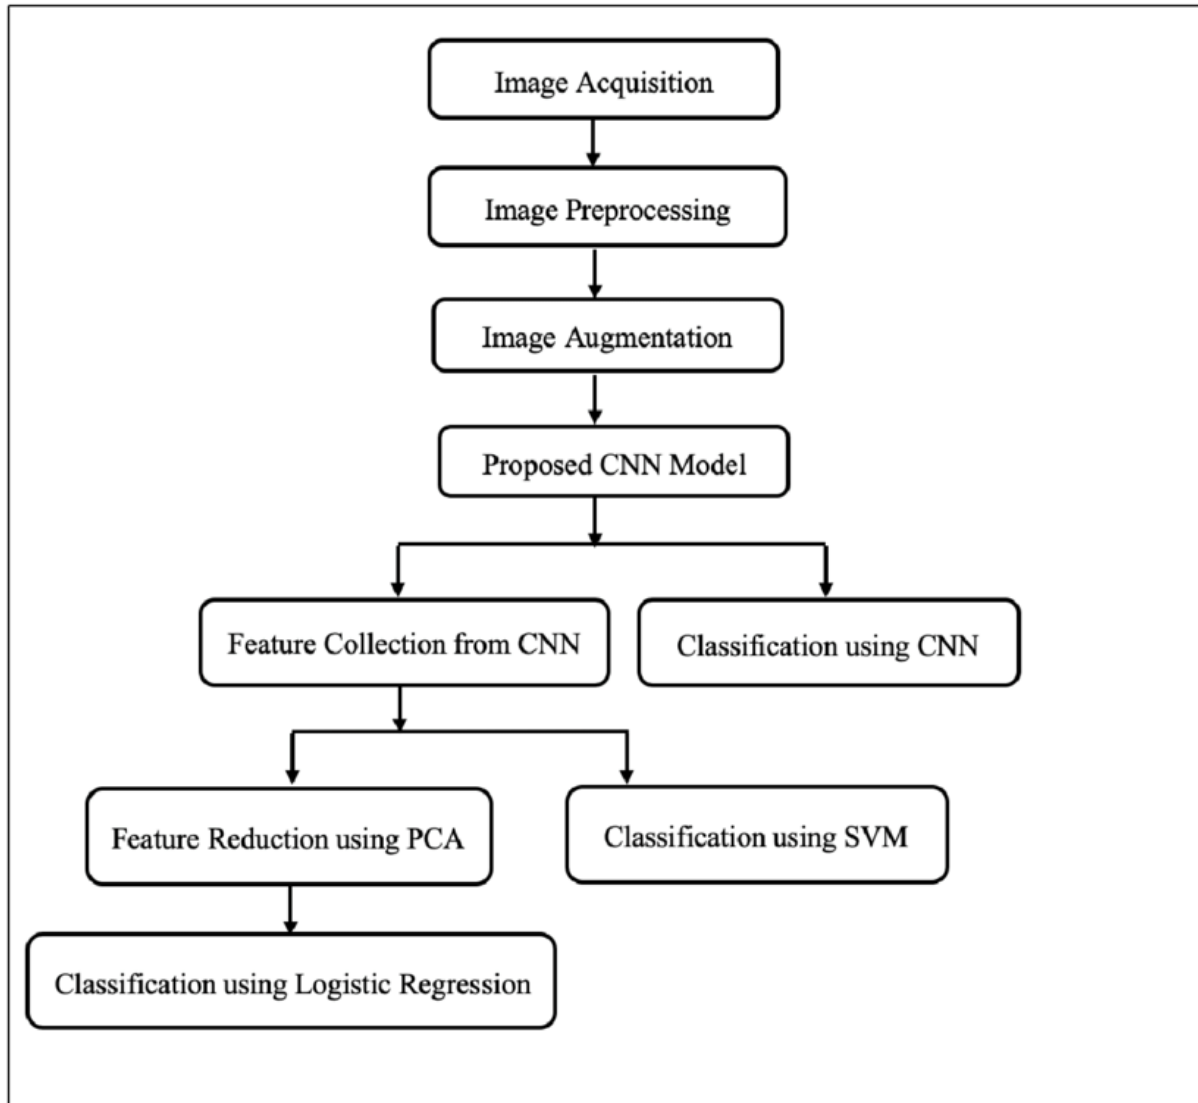 Image Acquisition
Image Preprocessing
Image Augmentation
Proposed CNN Model
Feature Collection from CNN
Classification using CNN
Feature Reduction using PCA
Classification using SVM
Classification using Logistic Regression